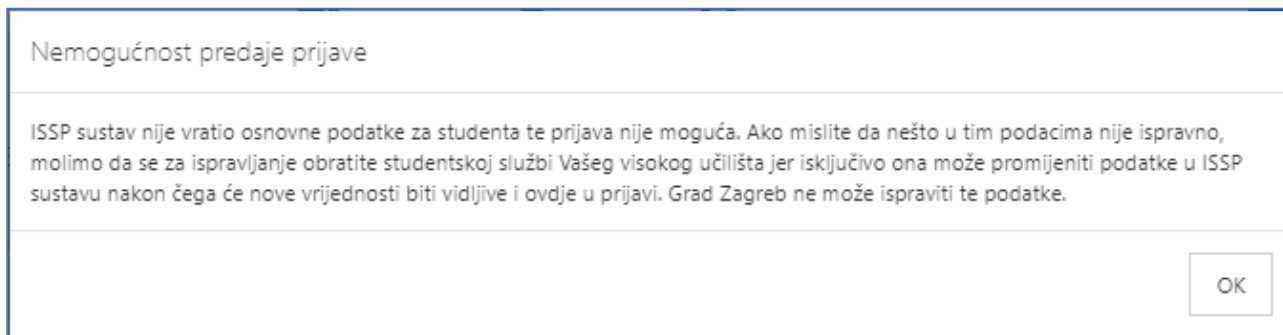 Nemogućnost predaje prijave
ISSP sustav nije vratio osnovne podatke za studenta te prijava nije moguća. Ako mislite da nešto u tim podacima nije ispravno,
molimo da se za ispravljanje obratite studentskoj službi Vašeg visokog učilišta jer isključivo ona može promijeniti podatke u ISSP
sustavu nakon čega će nove vrijednosti biti vidljive i ovdje u prijavi. Grad Zagreb ne može ispraviti te podatke.
OK